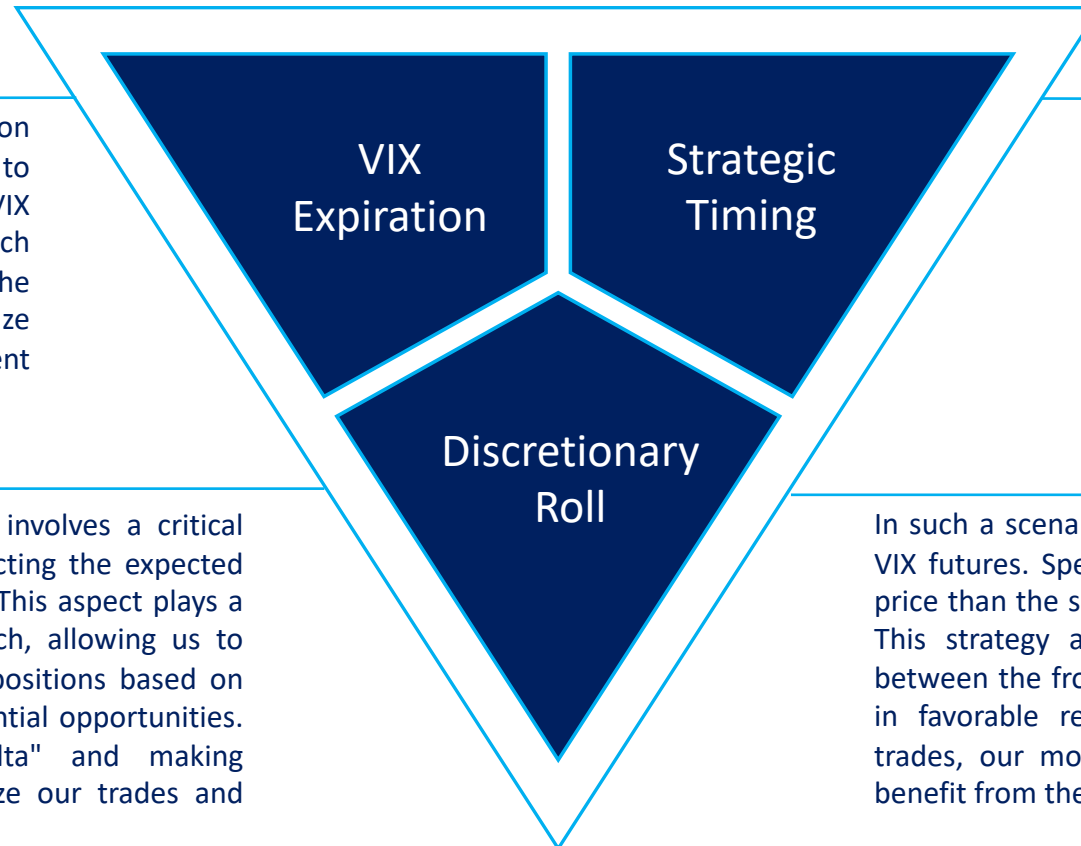 VIX
Expiration
Strategic
Timing
Discretionary
Roll
on
to
VIX
ch
he
ze
ent
involves a critical
cting the expected
This aspect plays a
ch, allowing us to
positions based on
ntial opportunities.
lta" and making
ze our trades and
In such a scena
VIX futures. Spe
price than the s
This strategy a
between the fro
in favorable re
trades, our mo
benefit from the